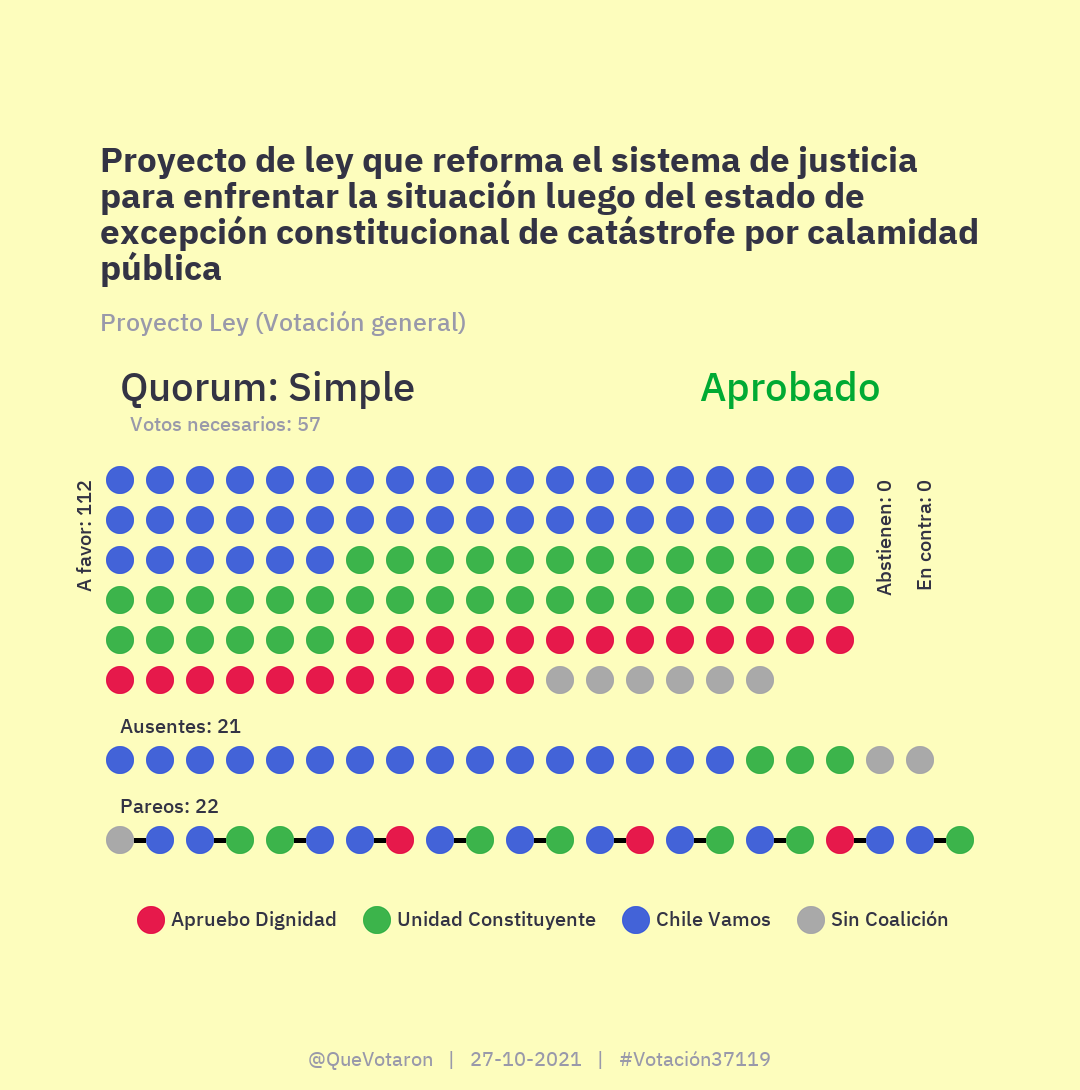 Proyecto de ley que reforma el sistema de justicia
para enfrentar la situación luego del estado de
excepción constitucional de catástrofe por calamidad
pública
Proyecto Ley (Votación general)
Quorum: Simple
Aprobado
Votos necesarios: 57
A favor: 112
Abstienen: 0
En contra: 0
Ausentes: 21
Pareos: 22
Apruebo Dignidad
Unidad Constituyente
Chile Vamos
Sin Coalición
@QueVotaron | 27-10-2021 | #Votación37119